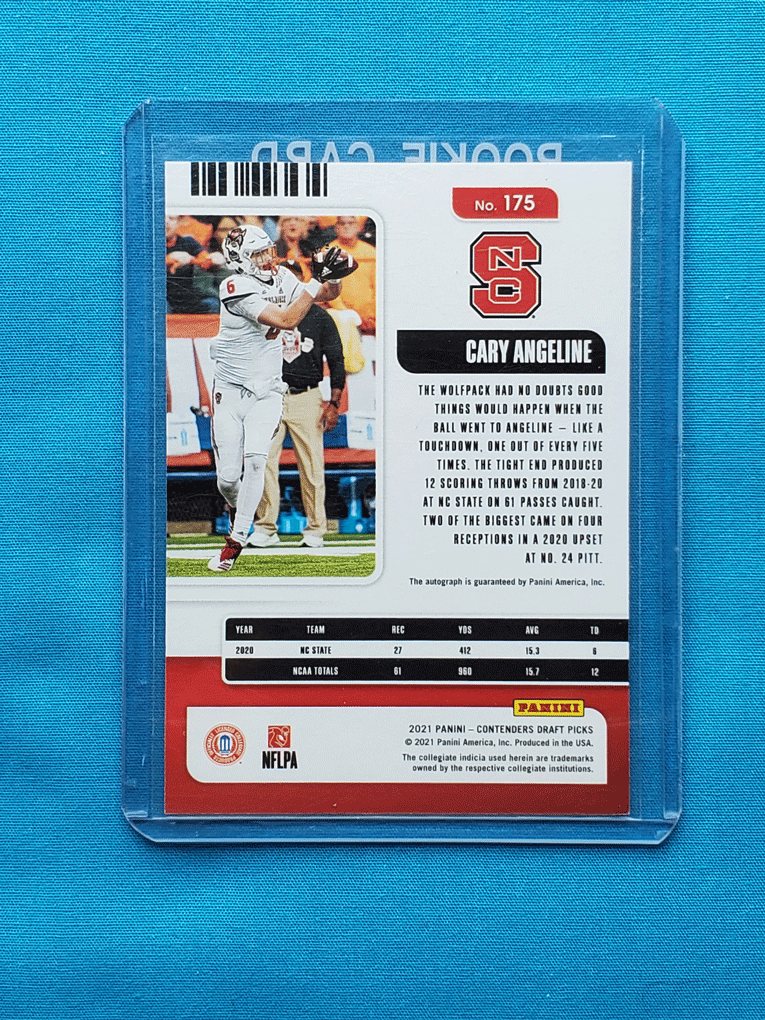 ROOKIE CARD
No. 175
NC
S
CARY ANGELINE
THE WOLFPACK HAD NO DOUBTS GOOD
THINGS WOULD HAPPEN WHEN THE
BALL WENT TO ANGELINE – LIKE A
TOUCHDOWN, ONE OUT OF EVERY FIVE
TIMES. THE TIGHT END PRODUCED
12 SCORING THROWS FROM 2018-20
AT NC STATE ON 61 PASSES CAUGHT.
TWO OF THE BIGGEST CAME ON FOUR
RECEPTIONS IN A 2020 UPSET
AT NO. 24 PITT.
The autograph is guaranteed by Panini America, Inc.
YEAR TEAM REC YDS AVG TD
2020 NC STATE 27 412 15.3 6
NCAA TOTALS 61 960 15.7 12
PANINI
2021 PANINI – CONTENDERS DRAFT PICKS
© 2021 Panini America, Inc. Produced in the USA.
The collegiate indicia used herein are trademarks
owned by the respective collegiate institutions.
NFLPA
6